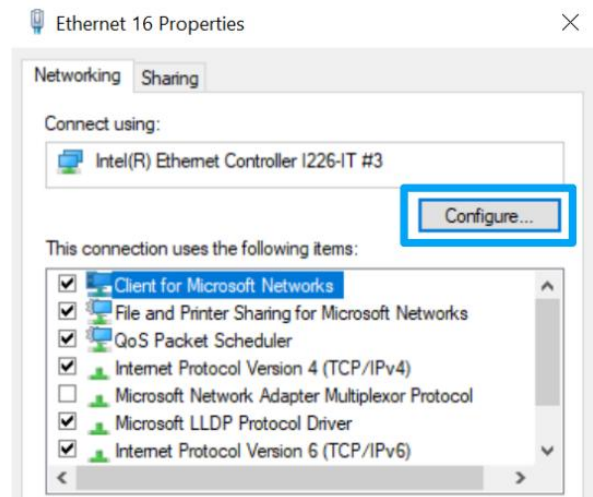 Ethernet 16 Properties
Networking
Sharing
Connect using:
Intel(R) Ethernet Controller I226-IT #3
Configure...
This connection uses the following items:
Client for Microsoft Networks
File and Printer Sharing for Microsoft Networks
QoS Packet Scheduler
Internet Protocol Version 4 (TCP/IPv4)
Microsoft Network Adapter Multiplexor Protocol
Microsoft LLDP Protocol Driver
Internet Protocol Version 6 (TCP/IPv6)